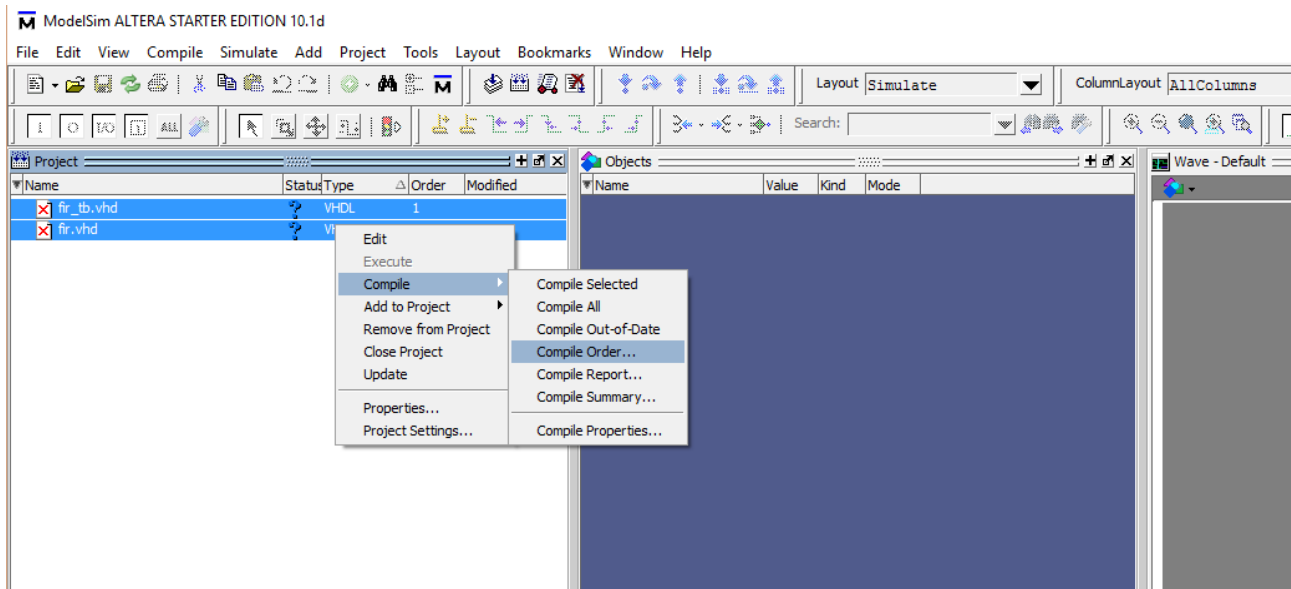 ModelSim ALTERA STARTER EDITION 10.1d
File Edit View Compile Simulate Add Project Tools Layout Bookmarks Window Help
Layout Simulate ColumnLayout AllColumns
Search:
Project
Name Status Type Order Modified
fir_tb.vhd VHDL 1
fir.vhd VH
Edit
Execute
Compile
Add to Project
Remove from Project
Close Project
Update
Properties...
Project Settings...
Compile Selected
Compile All
Compile Out-of-Date
Compile Order...
Compile Report...
Compile Summary...
Compile Properties...
Objects
Name Value Kind Mode
Wave - Default